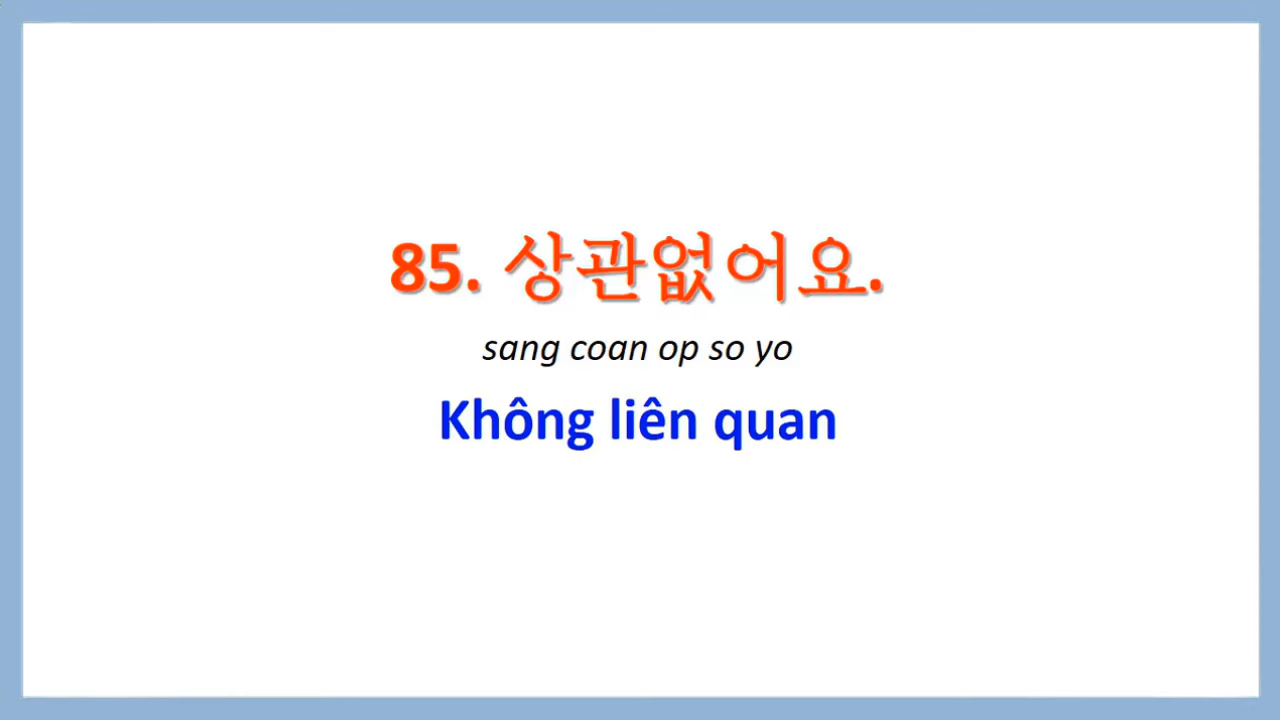 85. 상관없어요.
sang coan op so yo
Không liên quan